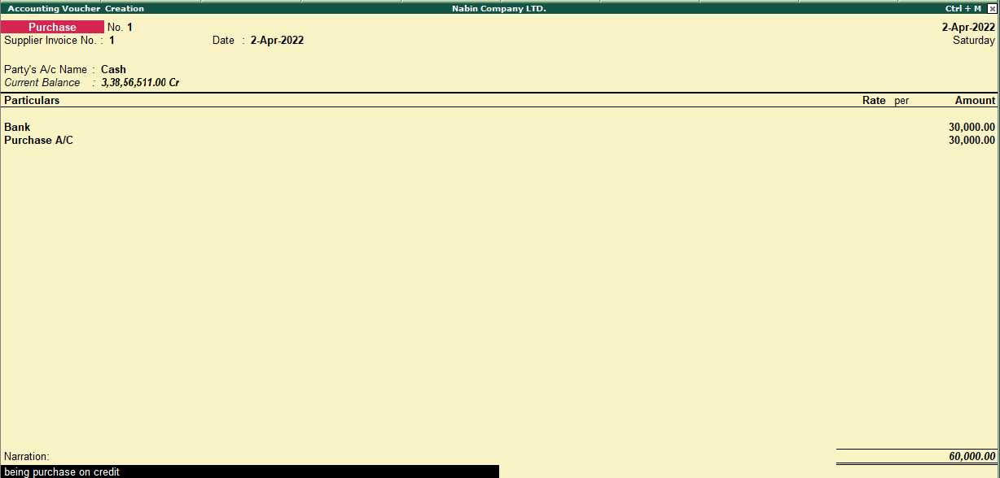 Accounting Voucher Creation Nabin Company LTD. Ctrl + M
Purchase No. 1 2-Apr-2022
Supplier Invoice No. : 1 Date : 2-Apr-2022 Saturday
Party's A/c Name : Cash
Current Balance : 3,38,56,511.00 Cr
Particulars Rate per Amount
Bank 30,000.00
Purchase A/C 30,000.00
Narration: 60,000.00
being purchase on credit